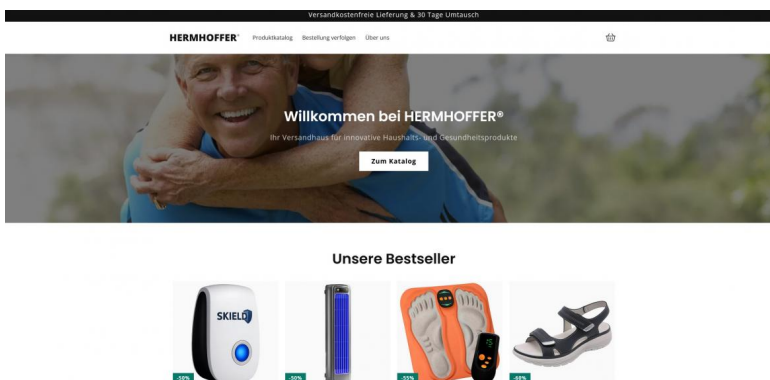 Versandkostenfreie Lieferung & 30 Tage Umtausch
HERMHOFFER® Produktkatalog Bestellung verfolgen Über uns
Willkommen bei HERMHOFFER®
Ihr Versandhaus für innovative Haushalts- und Gesundheitsprodukte
Zum Katalog
Unsere Bestseller
SKIELD
15
-50% -50% -55% -68%